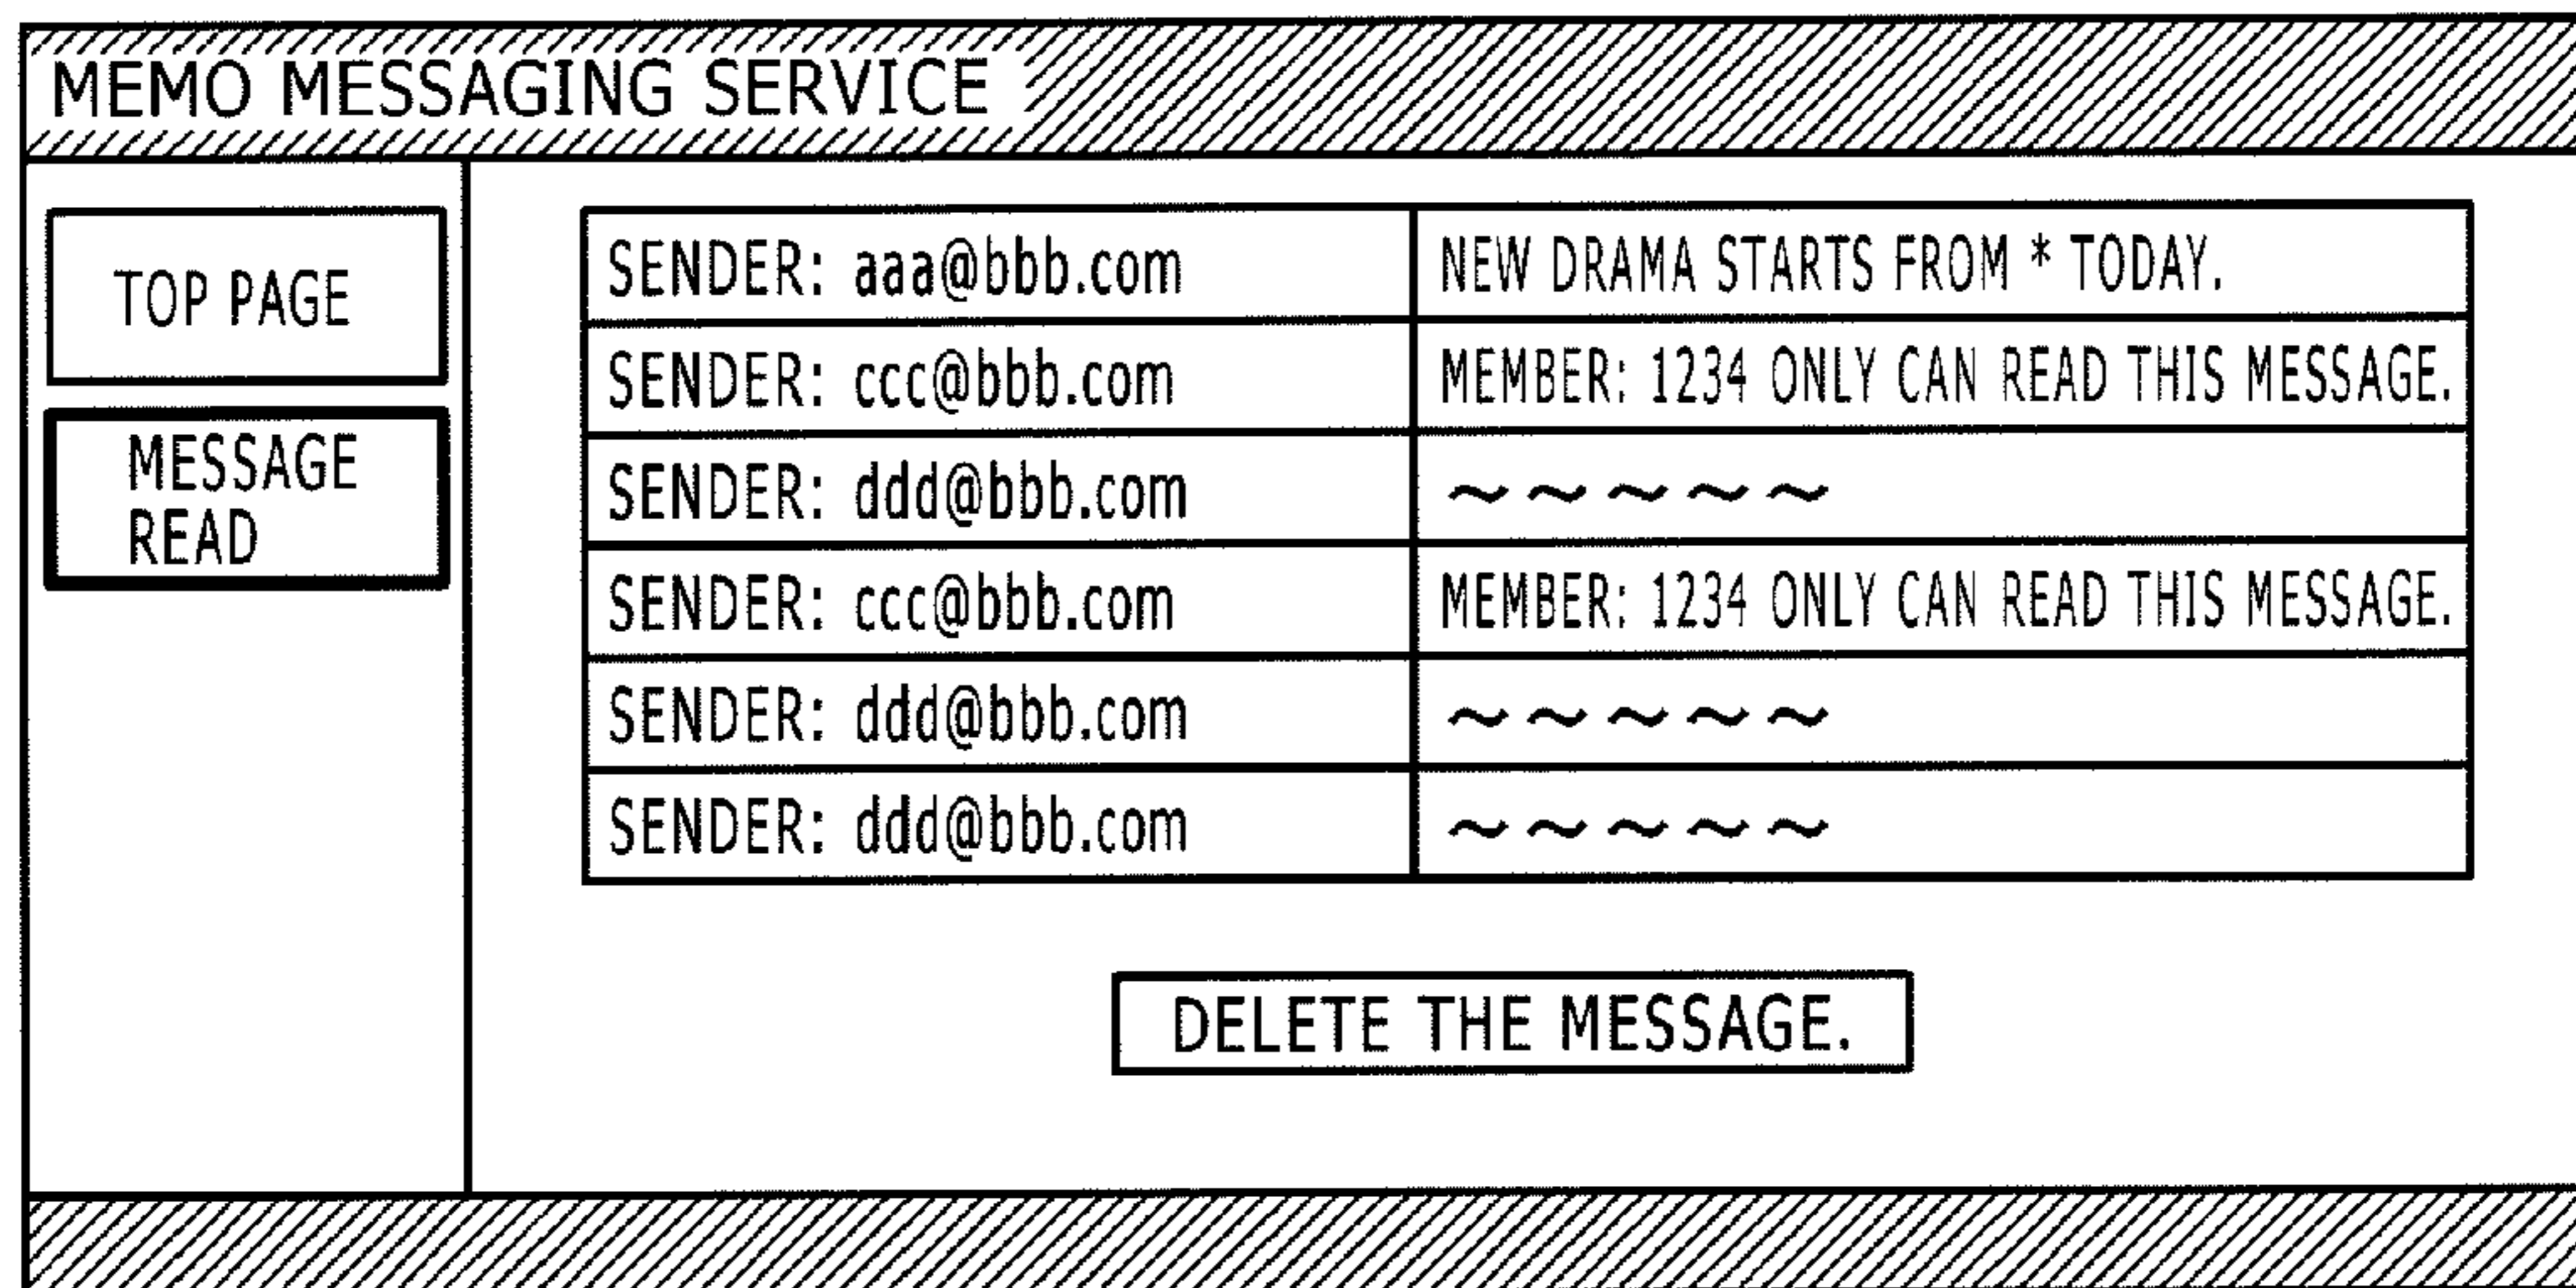 MEMO MESSAGING SERVICE
TOP PAGE
MESSAGE
READ
SENDER: aaa@bbb.com NEW DRAMA STARTS FROM * TODAY.
SENDER: ccc@bbb.com MEMBER: 1234 ONLY CAN READ THIS MESSAGE.
SENDER: ddd@bbb.com ~~~~~
SENDER: ccc@bbb.com MEMBER: 1234 ONLY CAN READ THIS MESSAGE.
SENDER: ddd@bbb.com ~~~~~
SENDER: ddd@bbb.com ~~~~~
DELETE THE MESSAGE.